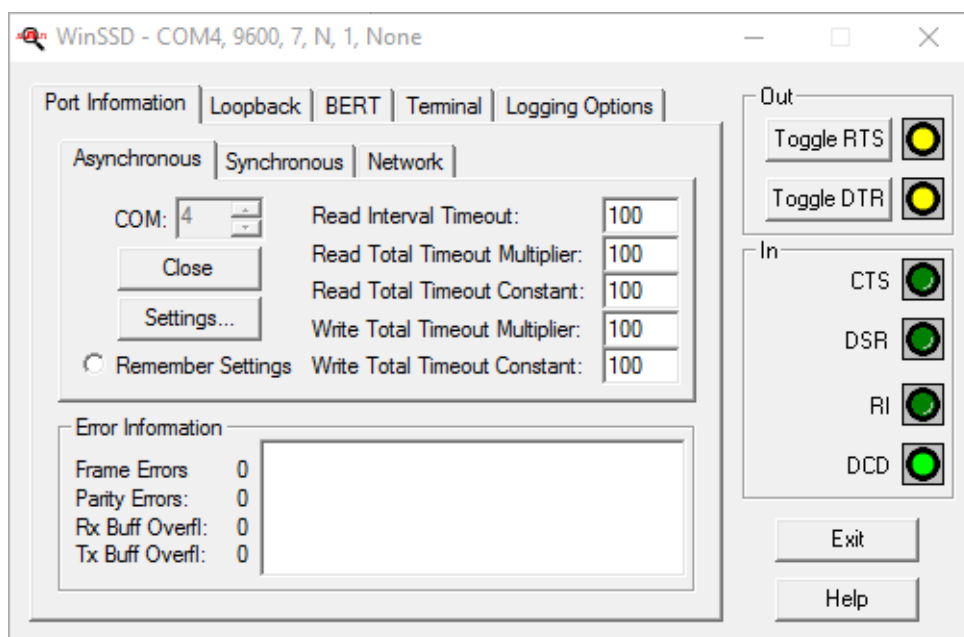 WinSSD - COM4, 9600, 7, N, 1, None
Port Information Loopback BERT Terminal Logging Options
Asynchronous Synchronous Network
COM: 4
Close
Settings...
Remember Settings
Read Interval Timeout: 100
Read Total Timeout Multiplier: 100
Read Total Timeout Constant: 100
Write Total Timeout Multiplier: 100
Write Total Timeout Constant: 100
Error Information
Frame Errors 0
Parity Errors: 0
Rx Buff Overfl: 0
Tx Buff Overfl: 0
Out
Toggle RTS
Toggle DTR
In
CTS
DSR
RI
DCD
Exit
Help